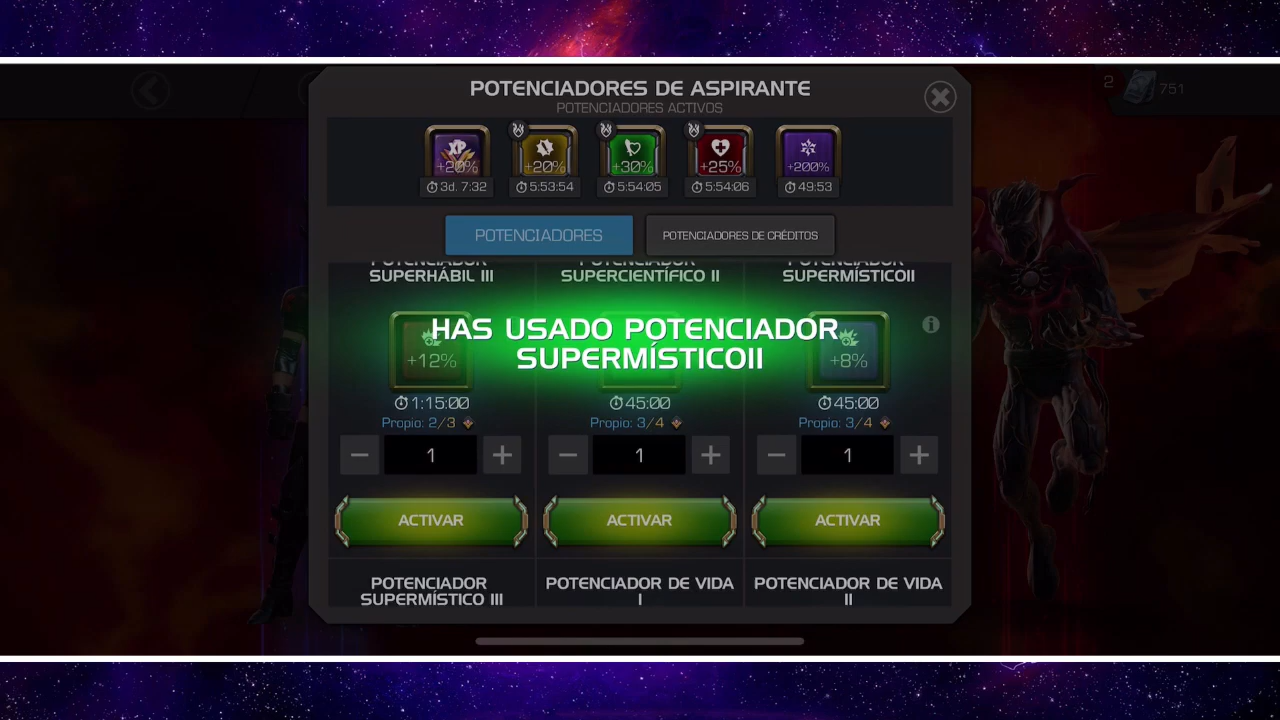 POTENCIADORES DE ASPIRANTE
POTENCIADORES ACTIVOS
2
751
+20%
+20%
+30%
+25%
+200%
3d. 7:32
5:53:54
5:54:05
5:54:06
49:53
POTENCIADORES
POTENCIADORES DE CRÉDITOS
POTENCIADOR
SUPERHÁBIL III
POTENCIADOR
SUPERCIENTÍFICO II
POTENCIADOR
SUPERMÍSTICOII
HAS USADO POTENCIADOR
SUPERMÍSTICOII
+12%
+8%
1:15:00
45:00
45:00
Propio: 2/3
Propio: 3/4
Propio: 3/4
− 1 +
− 1 +
− 1 +
ACTIVAR
ACTIVAR
ACTIVAR
POTENCIADOR
SUPERMÍSTICO III
POTENCIADOR DE VIDA
I
POTENCIADOR DE VIDA
II